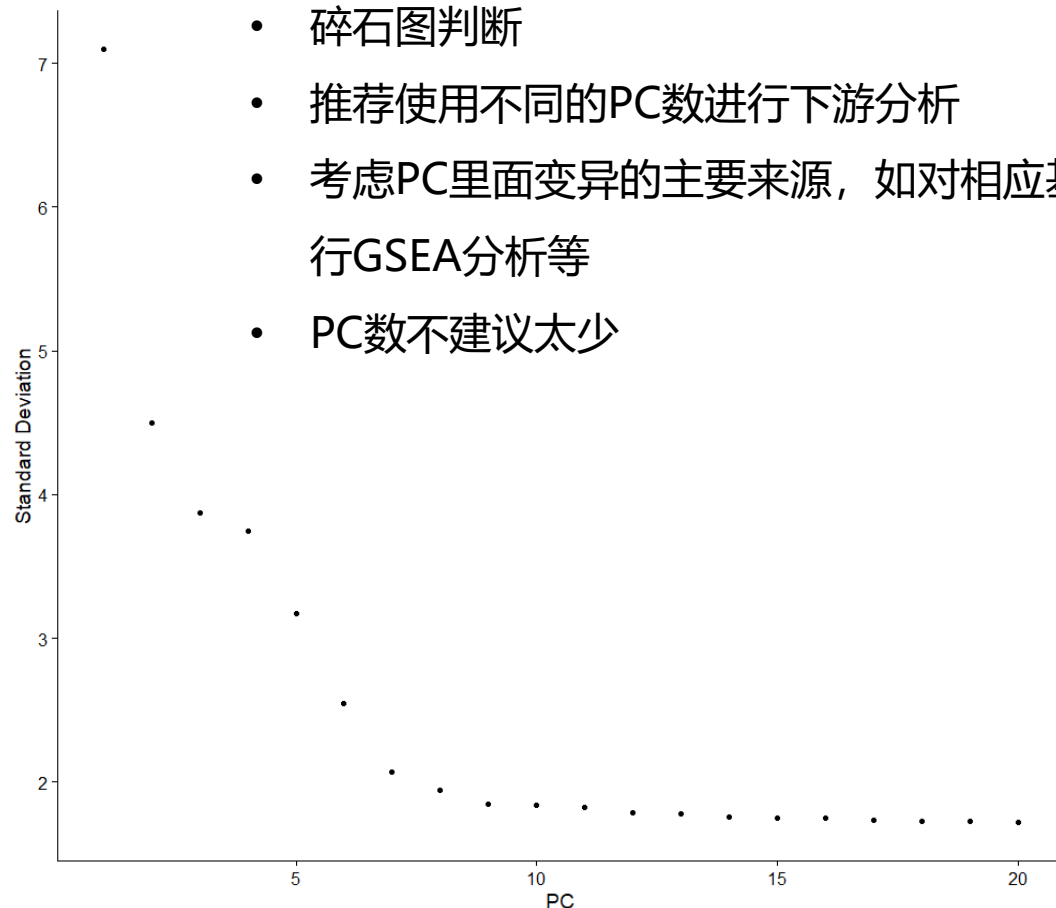 • 碎石图判断
• 推荐使用不同的PC数进行下游分析
• 考虑PC里面变异的主要来源，如对相应
行GSEA分析等
• PC数不建议太少
7
6
5
4
3
2
Standard Deviation
5 10 15 20
PC